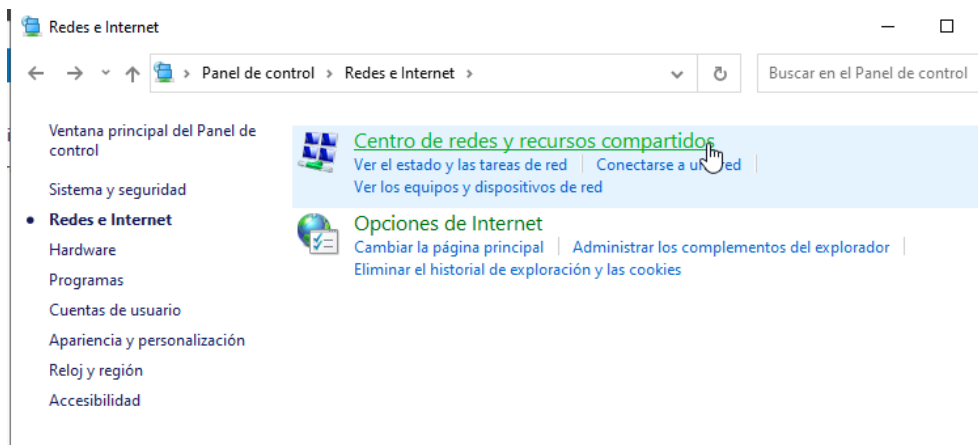 Redes e Internet
Panel de control > Redes e Internet >
Buscar en el Panel de control
Ventana principal del Panel de
control
Sistema y seguridad
Redes e Internet
Hardware
Programas
Cuentas de usuario
Apariencia y personalización
Reloj y región
Accesibilidad
Centro de redes y recursos compartidos
Ver el estado y las tareas de red
Conectarse a una red
Ver los equipos y dispositivos de red
Opciones de Internet
Cambiar la página principal
Administrar los complementos del explorador
Eliminar el historial de exploración y las cookies